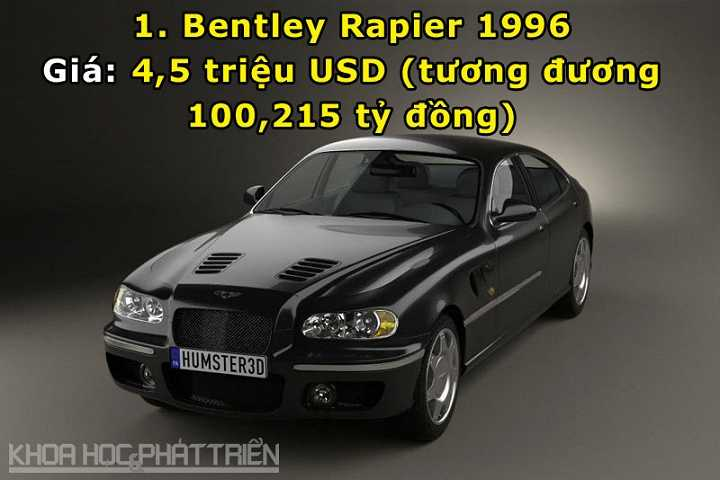 1. Bentley Rapier 1996
Giá: 4,5 triệu USD (tương đương
100,215 tỷ đồng)
HUMSTER3D
KHOA HỌC & PHÁT TRIỂN